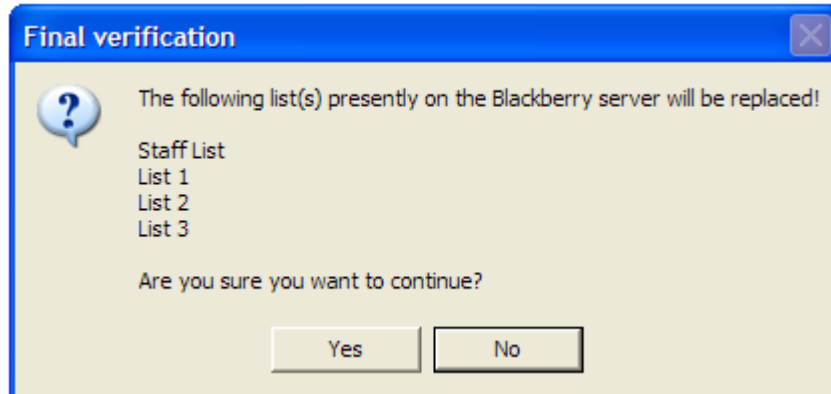 Final verification
The following list(s) presently on the Blackberry server will be replaced!
Staff List
List 1
List 2
List 3
Are you sure you want to continue?
Yes
No